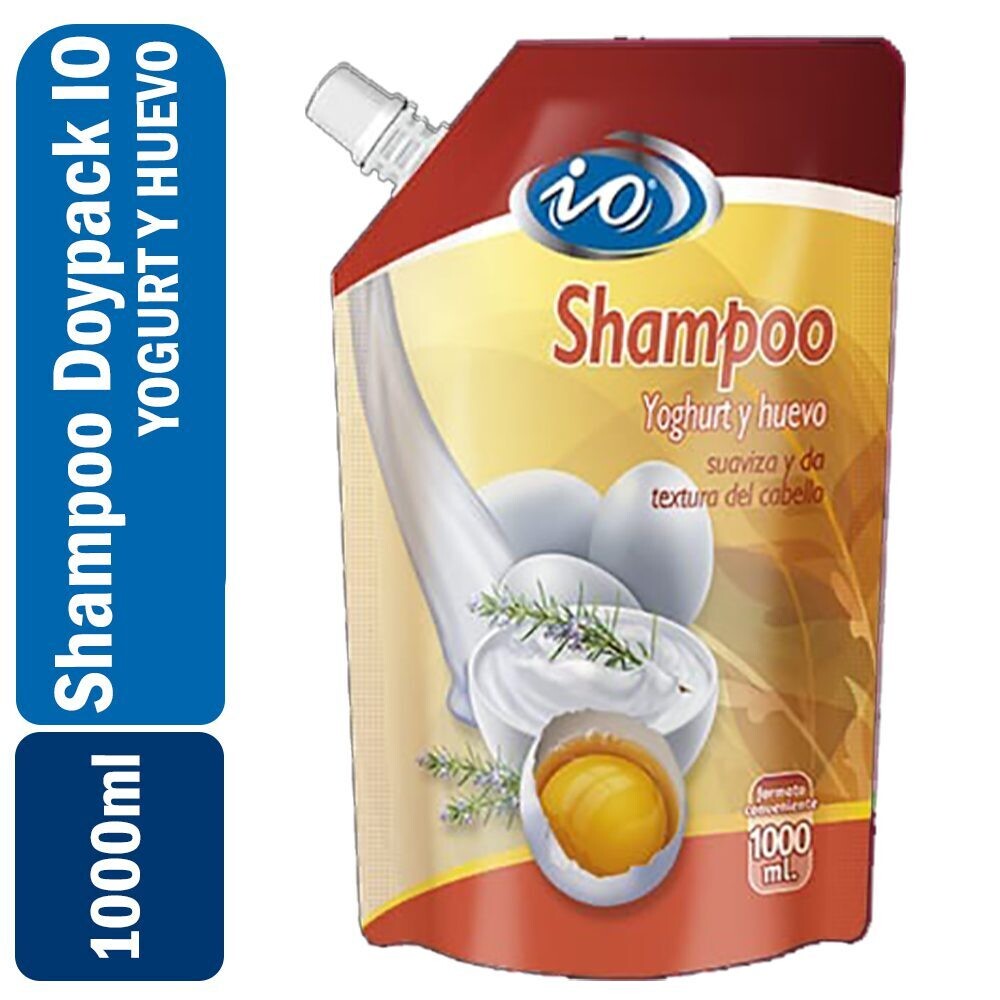 Shampoo Doypack IO
YOGURT Y HUEVO
1000ml
io
Shampoo
Yoghurt y huevo
suaviza y da
textura del cabello
formato
conveniente
1000
ml.